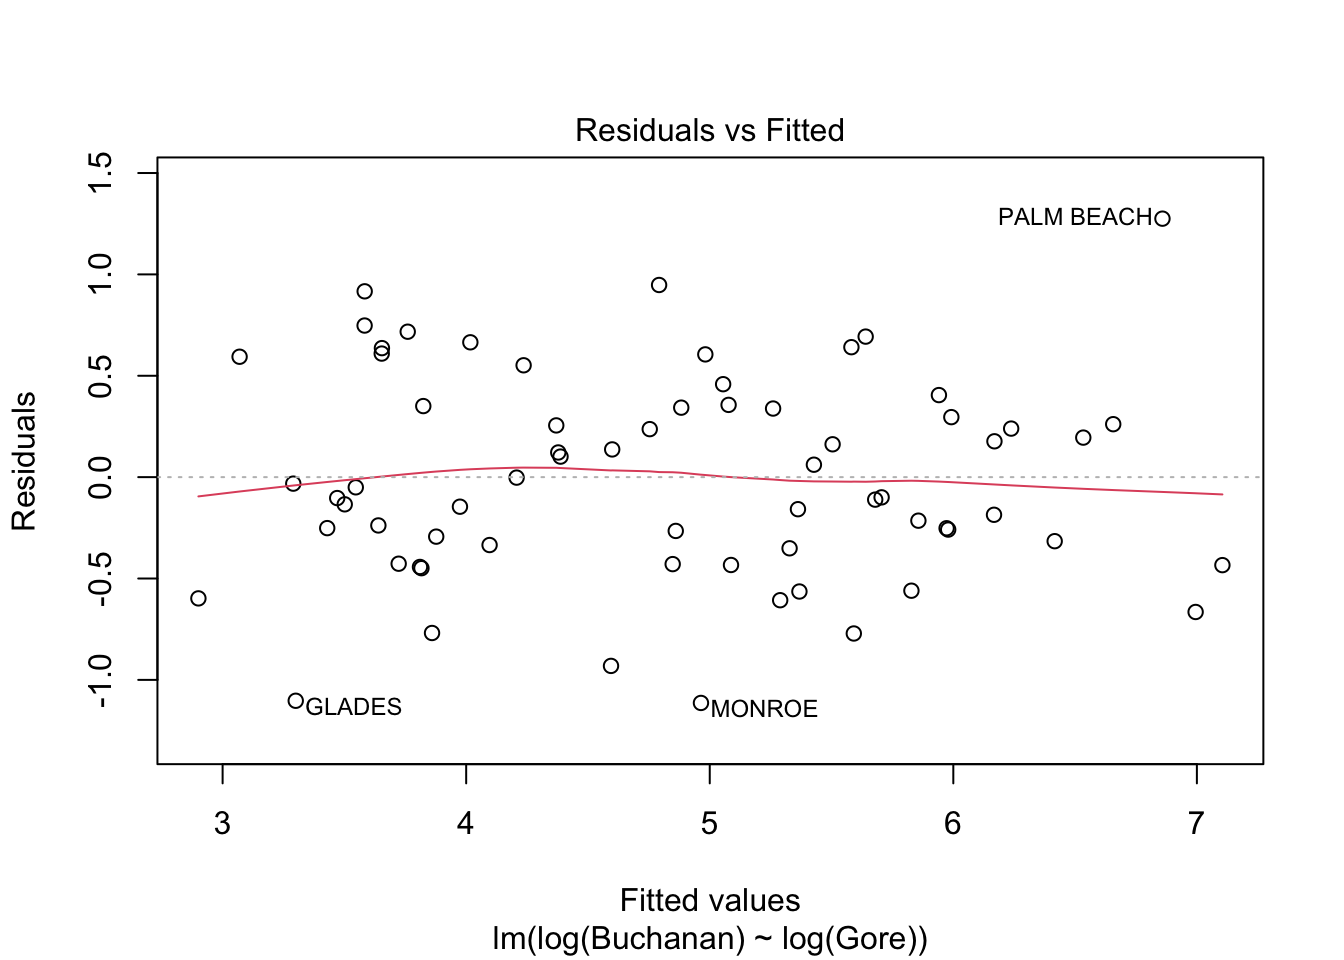 Residuals vs Fitted
Residuals
1.5
1.0
0.5
0.0
-0.5
-1.0
PALM BEACH
GLADES
MONROE
3 4 5 6 7
Fitted values
lm(log(Buchanan) ~ log(Gore))